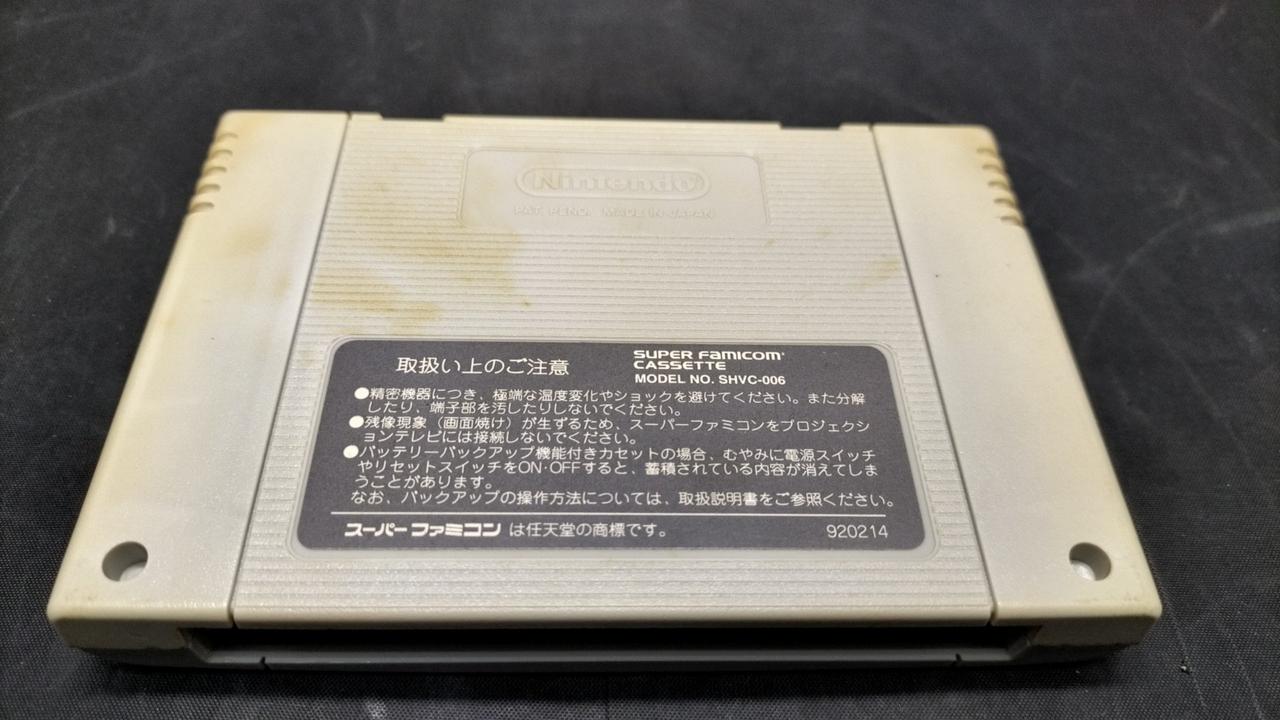 Nintendo
PAT. PEND. MADE IN JAPAN
取扱い上のご注意
SUPER FAMICOM
CASSETTE
MODEL NO. SHVC-006
●精密機器につき、極端な温度変化やショックを避けてください。また分解
したり、端子部を汚したりしないでください。
●残像現象（画面焼け）が生ずるため、スーパーファミコンをプロジェクシ
ョンテレビには接続しないでください。
●バッテリーバックアップ機能付きカセットの場合、むやみに電源スイッチ
やリセットスイッチをON·OFFすると、蓄積されている内容が消えてしま
うことがあります。
なお、バックアップの操作方法については、取扱説明書をご参照ください。
スーパーファミコン は任天堂の商標です。
920214